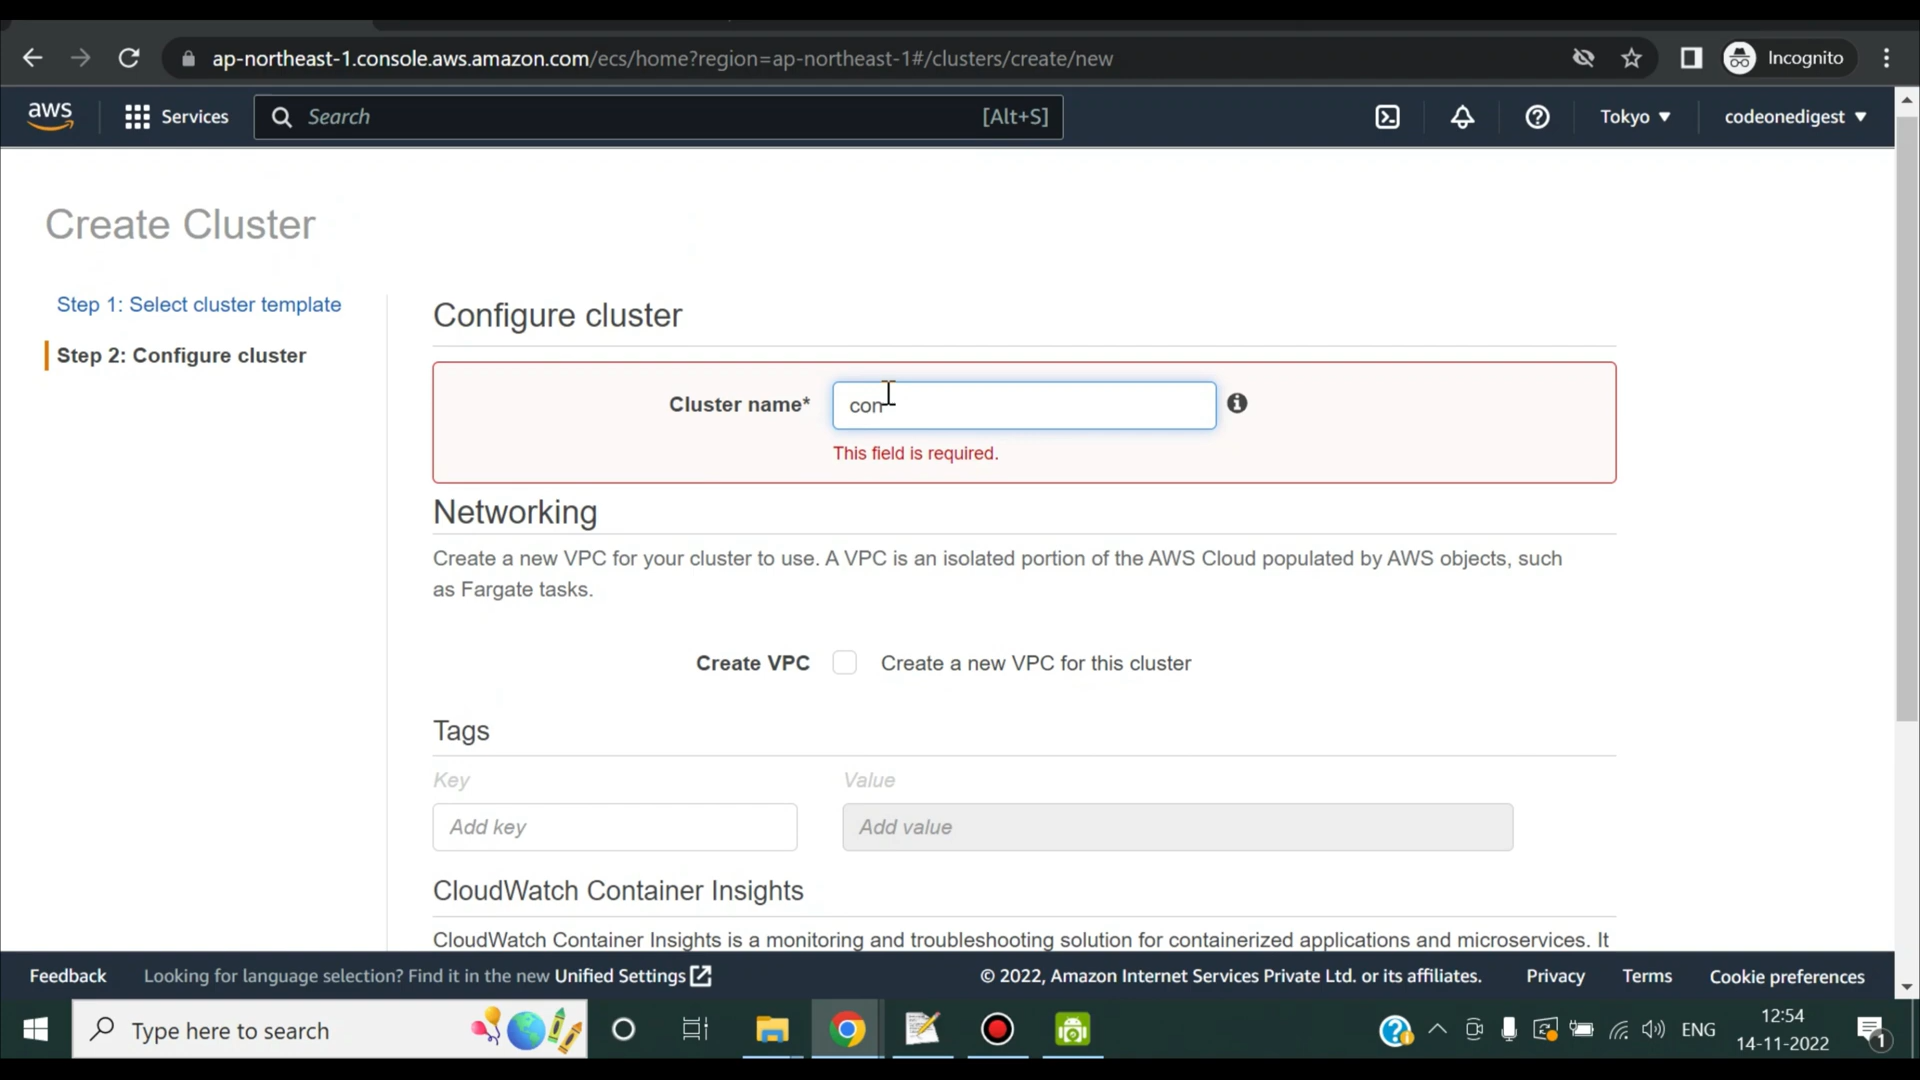 ap-northeast-1.console.aws.amazon.com/ecs/home?region=ap-northeast-1#/clusters/create/new
Incognito
aws
Services
Search
[Alt+S]
Tokyo
codeonedigest
Create Cluster
Step 1: Select cluster template
Step 2: Configure cluster
Configure cluster
Cluster name*
con
This field is required.
Networking
Create a new VPC for your cluster to use. A VPC is an isolated portion of the AWS Cloud populated by AWS objects, such
as Fargate tasks.
Create VPC
Create a new VPC for this cluster
Tags
Key
Value
Add key
Add value
CloudWatch Container Insights
CloudWatch Container Insights is a monitoring and troubleshooting solution for containerized applications and microservices. It
Feedback
Looking for language selection? Find it in the new Unified Settings
© 2022, Amazon Internet Services Private Ltd. or its affiliates.
Privacy
Terms
Cookie preferences
Type here to search
ENG
12:54
14-11-2022
1